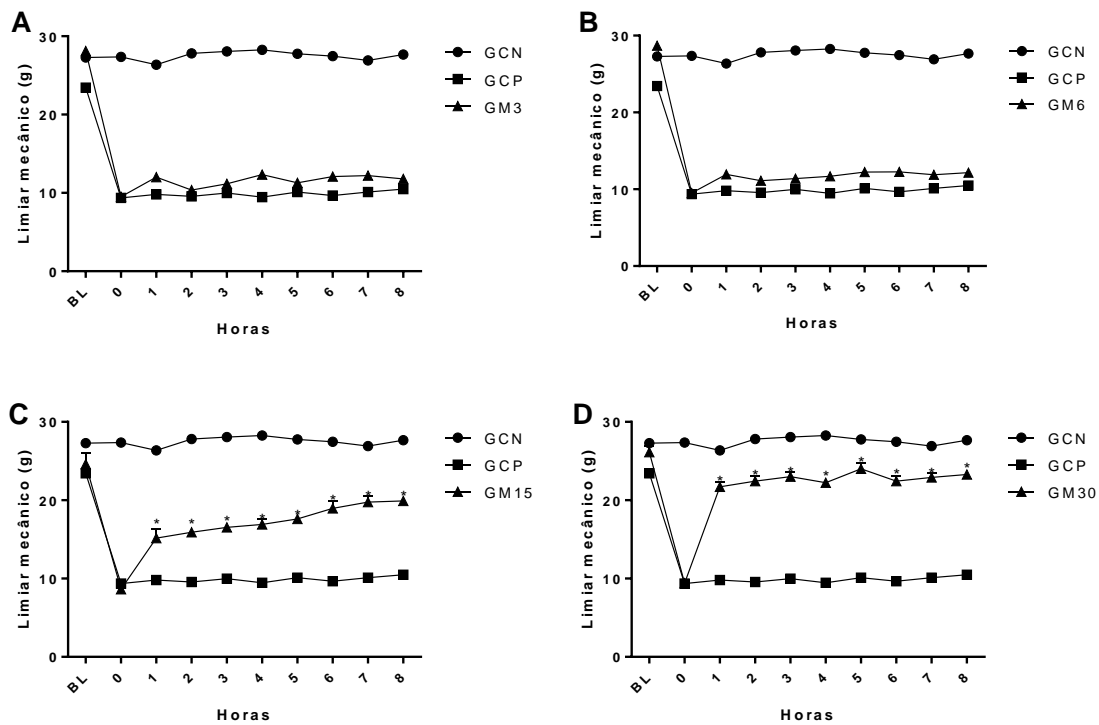 A
Limiar mecânico (g)
30
20
10
0
BL 0 1 2 3 4 5 6 7 8
Horas
GCN
GCP
GM3
B
Limiar mecânico (g)
30
20
10
0
BL 0 1 2 3 4 5 6 7 8
Horas
GCN
GCP
GM6
C
Limiar mecânico (g)
30
20
10
0
* * * * * * * *
BL 0 1 2 3 4 5 6 7 8
Horas
GCN
GCP
GM15
D
Limiar mecânico (g)
30
20
10
0
* * * * * * * *
BL 0 1 2 3 4 5 6 7 8
Horas
GCN
GCP
GM30